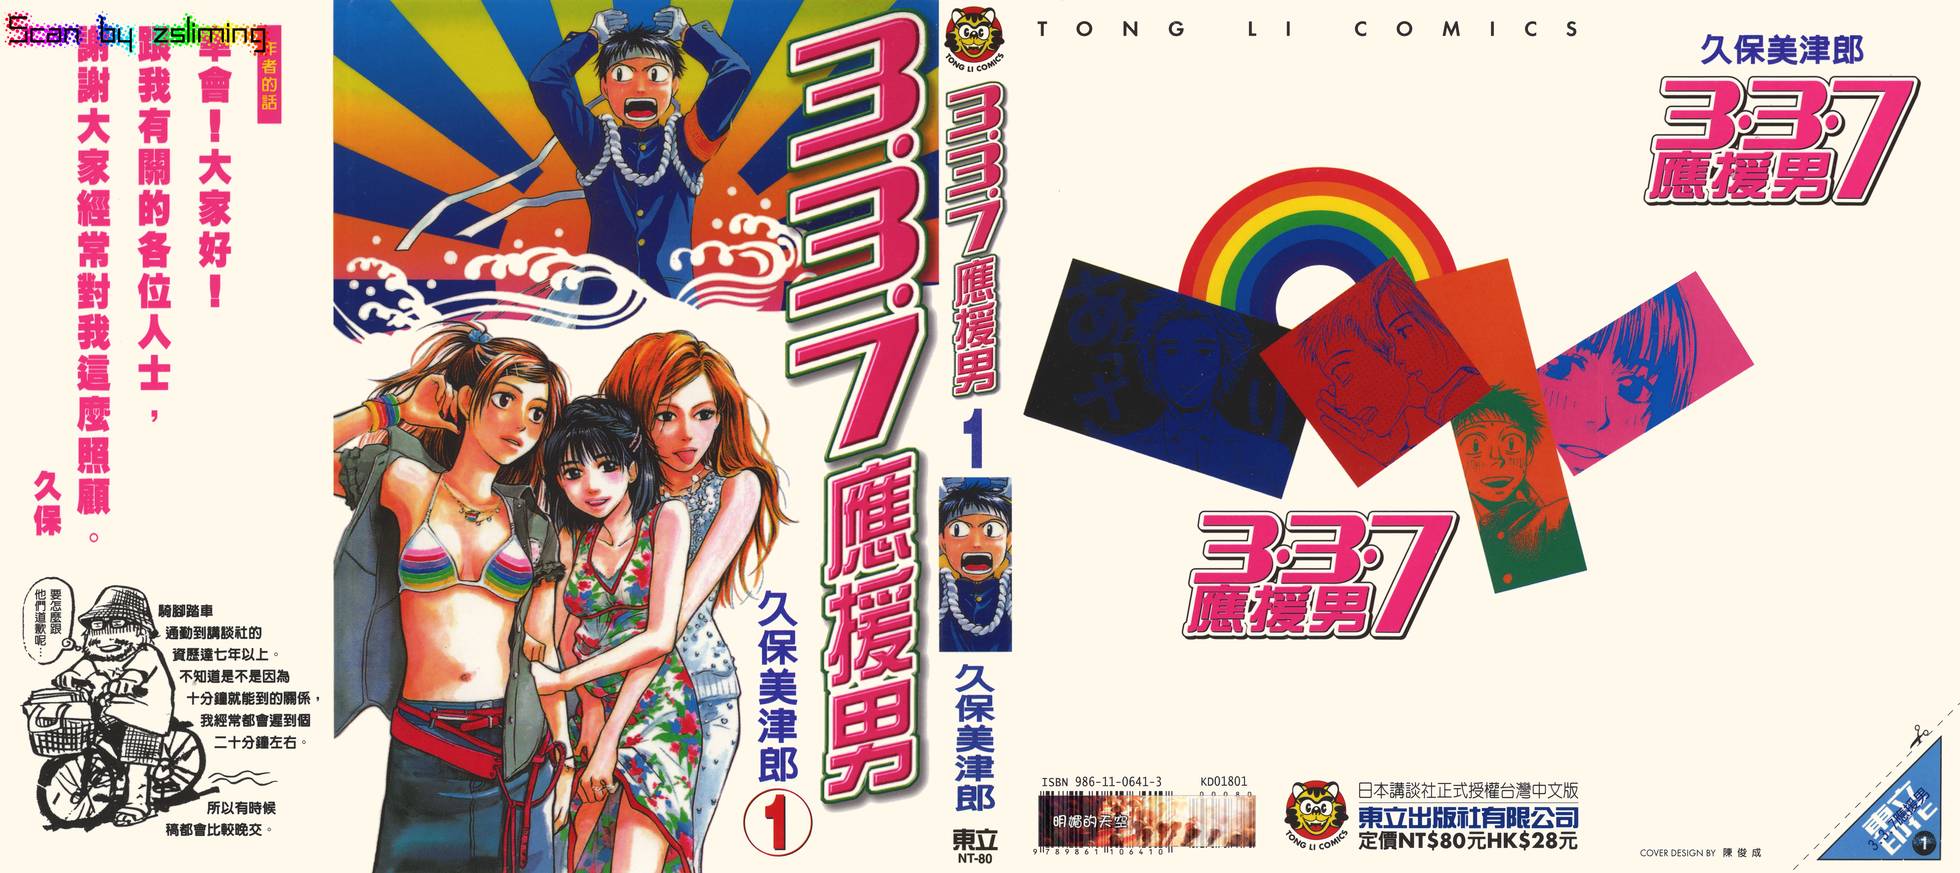 Scan by zsliming
作者的話
率會！大家好！
跟我有關的各位人士，
謝謝大家經常對我這麼照顧。
久保
要怎麼跟
他們道歉呢…
騎腳踏車
通勤到講談社的
資歷達七年以上。
不知道是不是因為
十分鐘就能到的關係，
我經常都會遲到個
二十分鐘左右。
所以有時候
稿都會比較晚交。
3.3.7應援男
久保美津郎
1
TONG LI COMICS
3.3.7應援男
1
久保美津郎
東立
NT-80
TONG LI COMICS
久保美津郎
3·3·7
應援男
3·3·7
應援男
ISBN 986-11-0641-3 KD01801
00080
明媚的天空
9789861106410
TONG LI COMICS
日本講談社正式授權台灣中文版
東立出版社有限公司
定價NT$80元HK$28元
COVER DESIGN BY 陳俊成
東立
3.3.7應援男
1